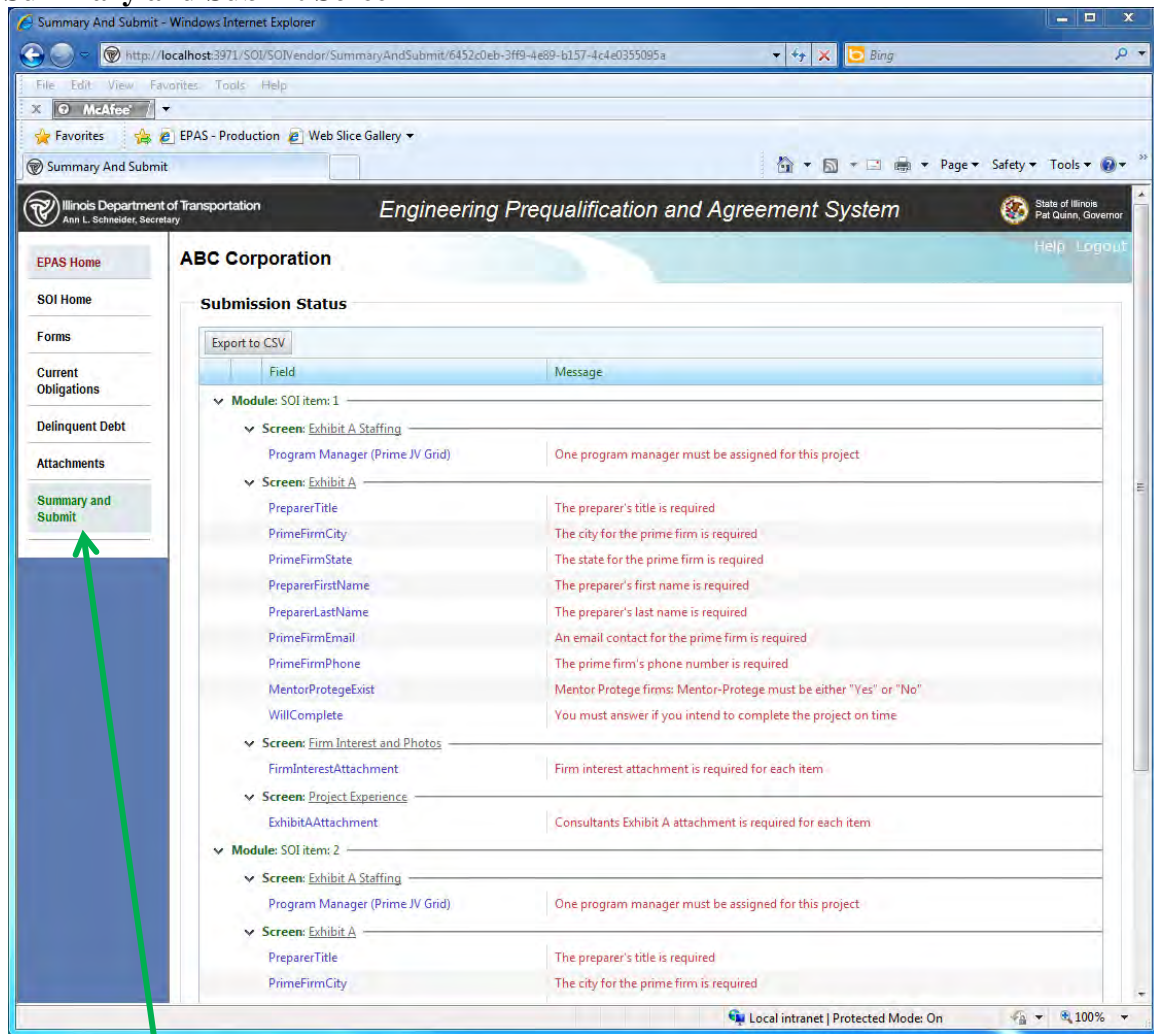 Summary And Submit - Windows Internet Explorer
http://localhost:3971/SOI/SOIVendor/SummaryAndSubmit/6452c0eb-3ff9-4e89-b157-4c4e0355095a
Bing
File Edit View Favorites Tools Help
X McAfee
Favorites EPAS - Production Web Slice Gallery
Summary And Submit Page Safety Tools
Illinois Department of Transportation
Ann L. Schneider, Secretary
Engineering Prequalification and Agreement System
State of Illinois
Pat Quinn, Governor
Help Logout
EPAS Home
SOI Home
Forms
Current
Obligations
Delinquent Debt
Attachments
Summary and
Submit
ABC Corporation
Submission Status
Export to CSV
Field Message
Module: SOI item: 1
Screen: Exhibit A Staffing
Program Manager (Prime JV Grid) One program manager must be assigned for this project
Screen: Exhibit A
PreparerTitle The preparer's title is required
PrimeFirmCity The city for the prime firm is required
PrimeFirmState The state for the prime firm is required
PreparerFirstName The preparer's first name is required
PreparerLastName The preparer's last name is required
PrimeFirmEmail An email contact for the prime firm is required
PrimeFirmPhone The prime firm's phone number is required
MentorProtegeExist Mentor Protege firms: Mentor-Protege must be either "Yes" or "No"
WillComplete You must answer if you intend to complete the project on time
Screen: Firm Interest and Photos
FirmInterestAttachment Firm interest attachment is required for each item
Screen: Project Experience
ExhibitAAttachment Consultants Exhibit A attachment is required for each item
Module: SOI item: 2
Screen: Exhibit A Staffing
Program Manager (Prime JV Grid) One program manager must be assigned for this project
Screen: Exhibit A
PreparerTitle The preparer's title is required
PrimeFirmCity The city for the prime firm is required
Local intranet | Protected Mode: On 100%